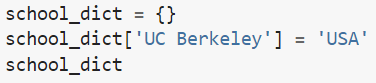 school_dict = {}
school_dict['UC Berkeley'] = 'USA'
school_dict